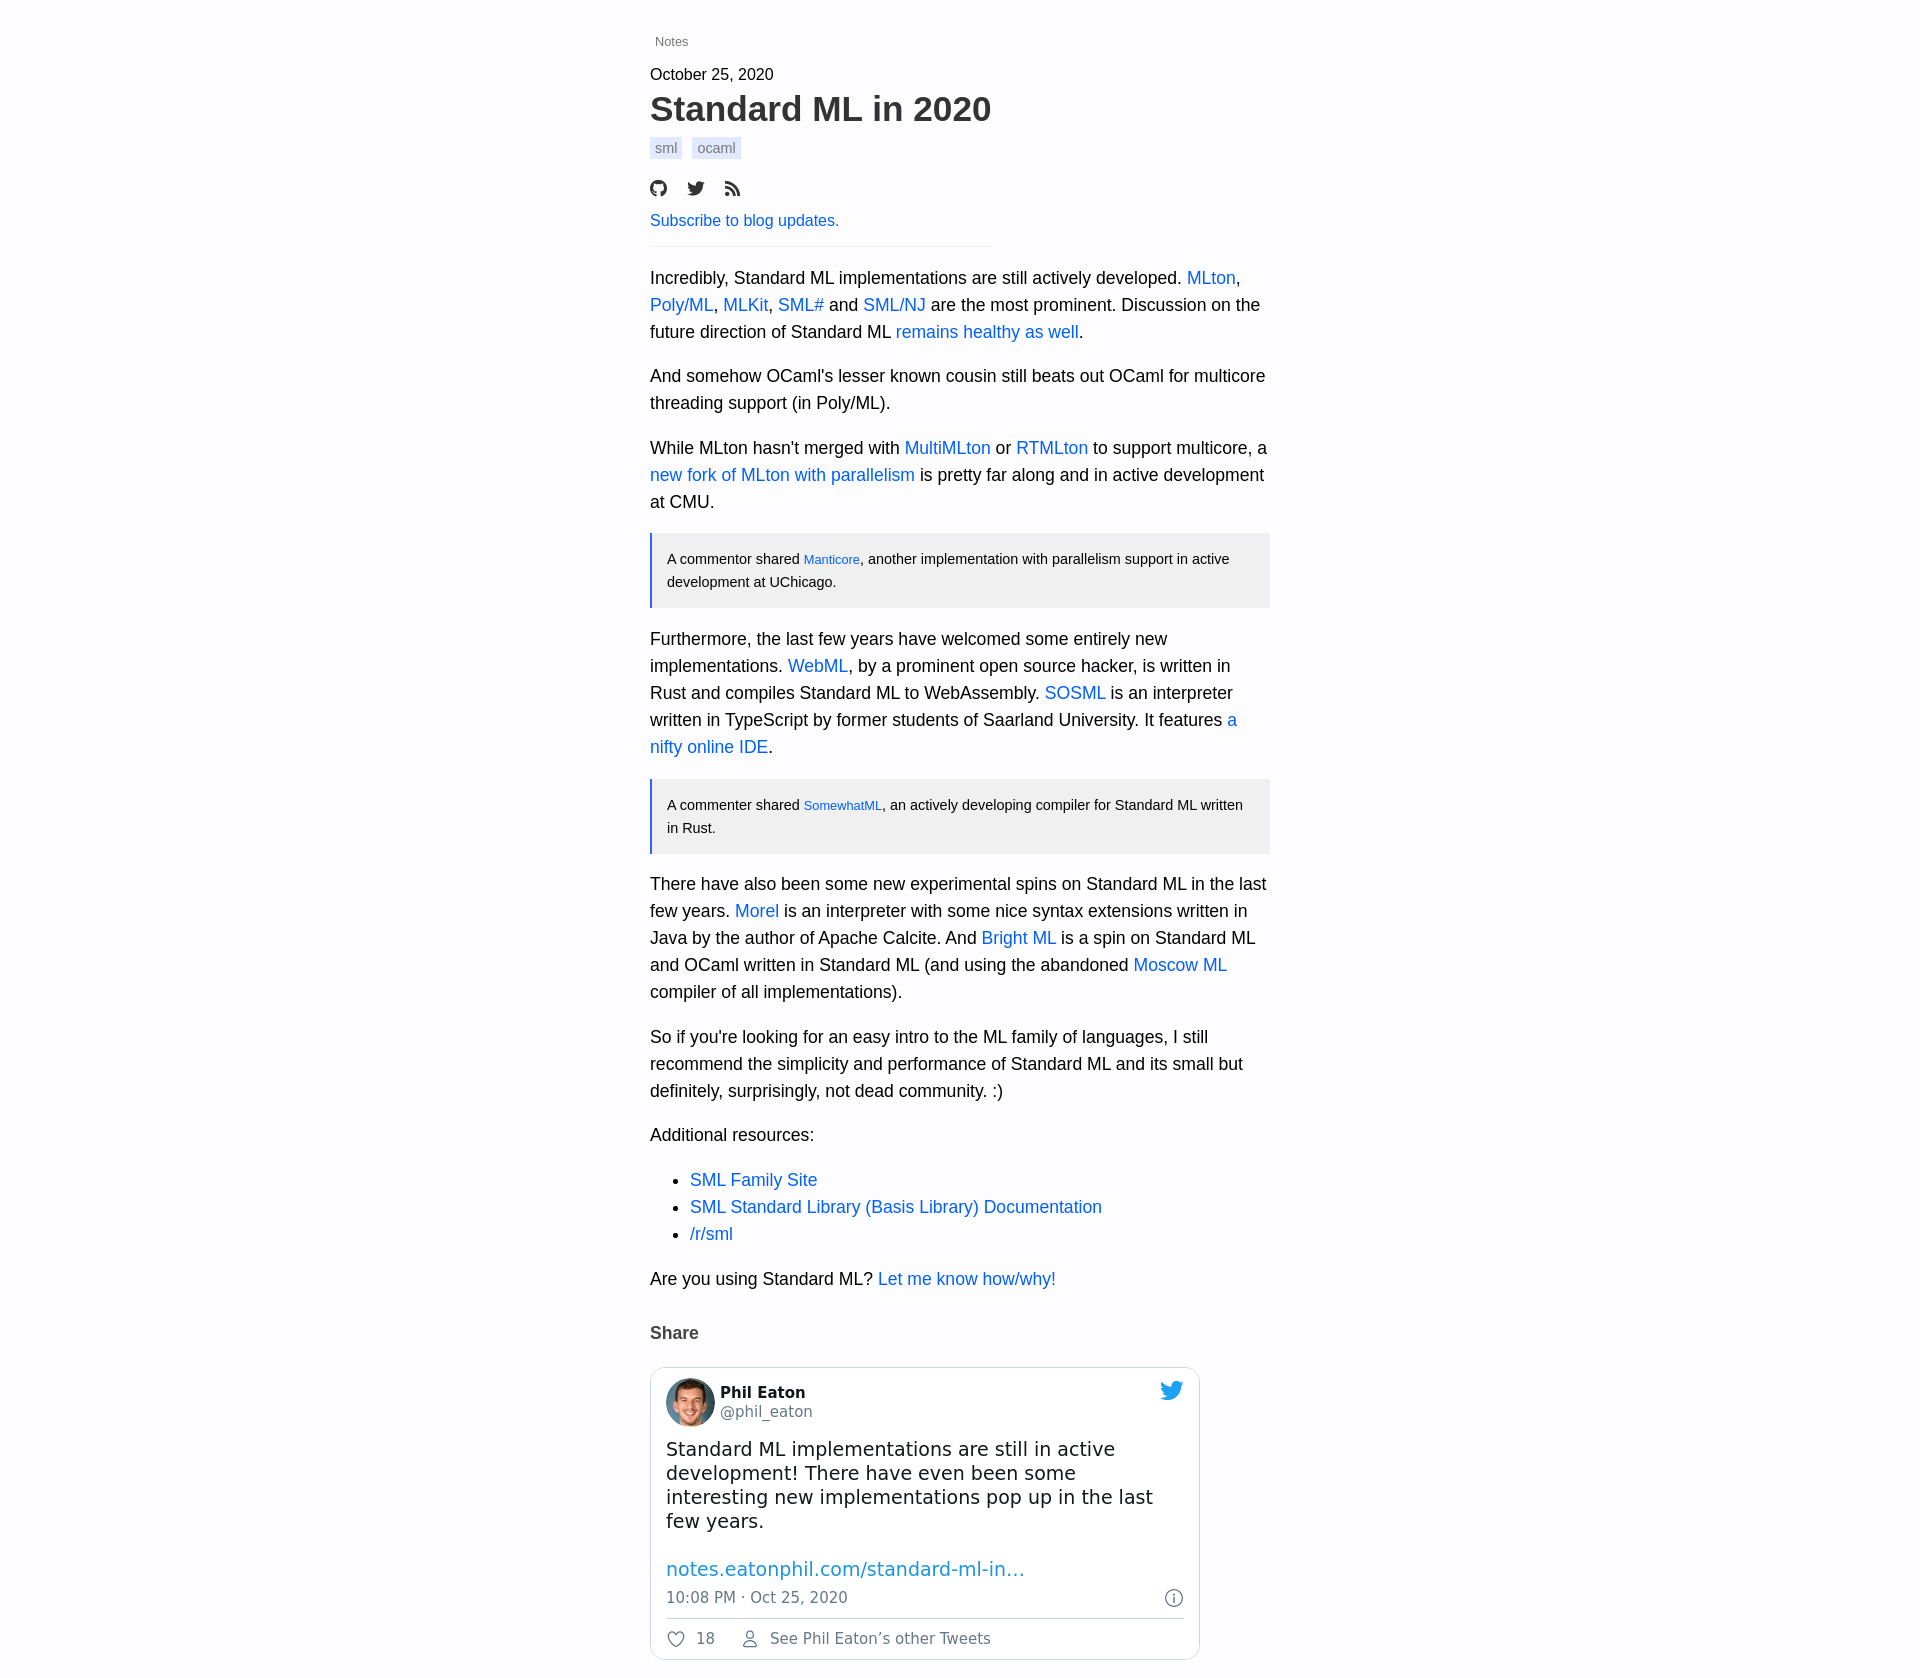 Notes
October 25, 2020
Standard ML in 2020
sml ocaml
Subscribe to blog updates.
Incredibly, Standard ML implementations are still actively developed. MLton,
Poly/ML, MLKit, SML# and SML/NJ are the most prominent. Discussion on the
future direction of Standard ML remains healthy as well.
And somehow OCaml's lesser known cousin still beats out OCaml for multicore
threading support (in Poly/ML).
While MLton hasn't merged with MultiMLton or RTMLton to support multicore, a
new fork of MLton with parallelism is pretty far along and in active development
at CMU.
A commentor shared Manticore, another implementation with parallelism support in active
development at UChicago.
Furthermore, the last few years have welcomed some entirely new
implementations. WebML, by a prominent open source hacker, is written in
Rust and compiles Standard ML to WebAssembly. SOSML is an interpreter
written in TypeScript by former students of Saarland University. It features a
nifty online IDE.
A commenter shared SomewhatML, an actively developing compiler for Standard ML written
in Rust.
There have also been some new experimental spins on Standard ML in the last
few years. Morel is an interpreter with some nice syntax extensions written in
Java by the author of Apache Calcite. And Bright ML is a spin on Standard ML
and OCaml written in Standard ML (and using the abandoned Moscow ML
compiler of all implementations).
So if you're looking for an easy intro to the ML family of languages, I still
recommend the simplicity and performance of Standard ML and its small but
definitely, surprisingly, not dead community. :)
Additional resources:
• SML Family Site
• SML Standard Library (Basis Library) Documentation
• /r/sml
Are you using Standard ML? Let me know how/why!
Share
Phil Eaton
@phil_eaton
Standard ML implementations are still in active
development! There have even been some
interesting new implementations pop up in the last
few years.
notes.eatonphil.com/standard-ml-in…
10:08 PM · Oct 25, 2020
18 See Phil Eaton’s other Tweets